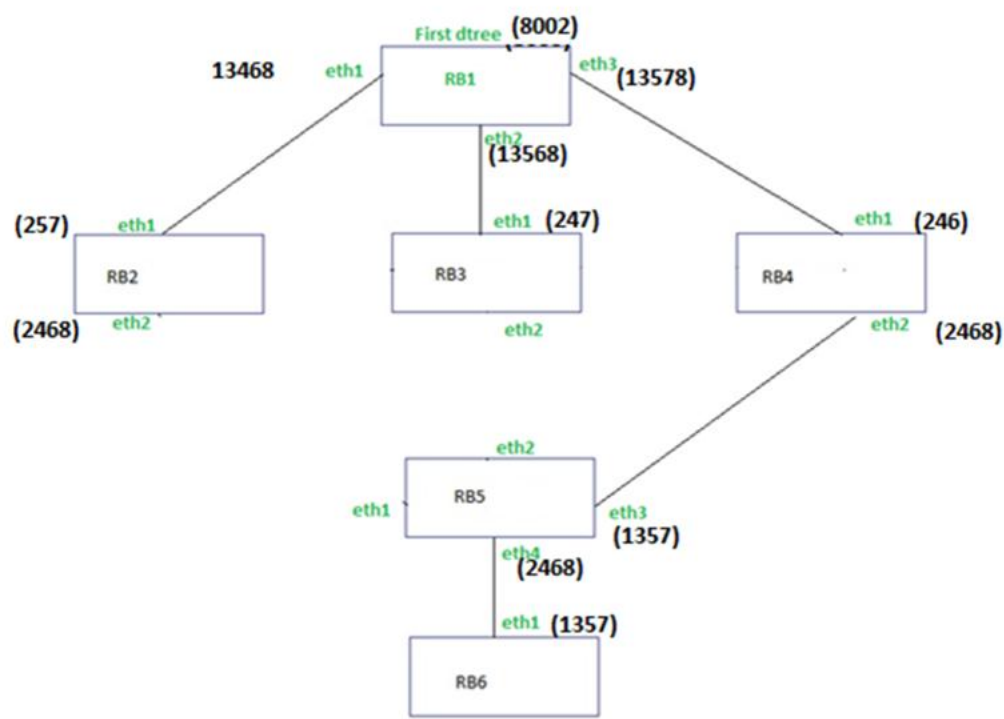 First dtree (8002)
13468 eth1 RB1 eth3 (13578)
eth2
(13568)
(257) eth1 eth1 (247) eth1 (246)
RB2 RB3 RB4
(2468) eth2 eth2 eth2 (2468)
eth2
eth1 RB5 eth3
(1357)
eth4
(2468)
eth1 (1357)
RB6